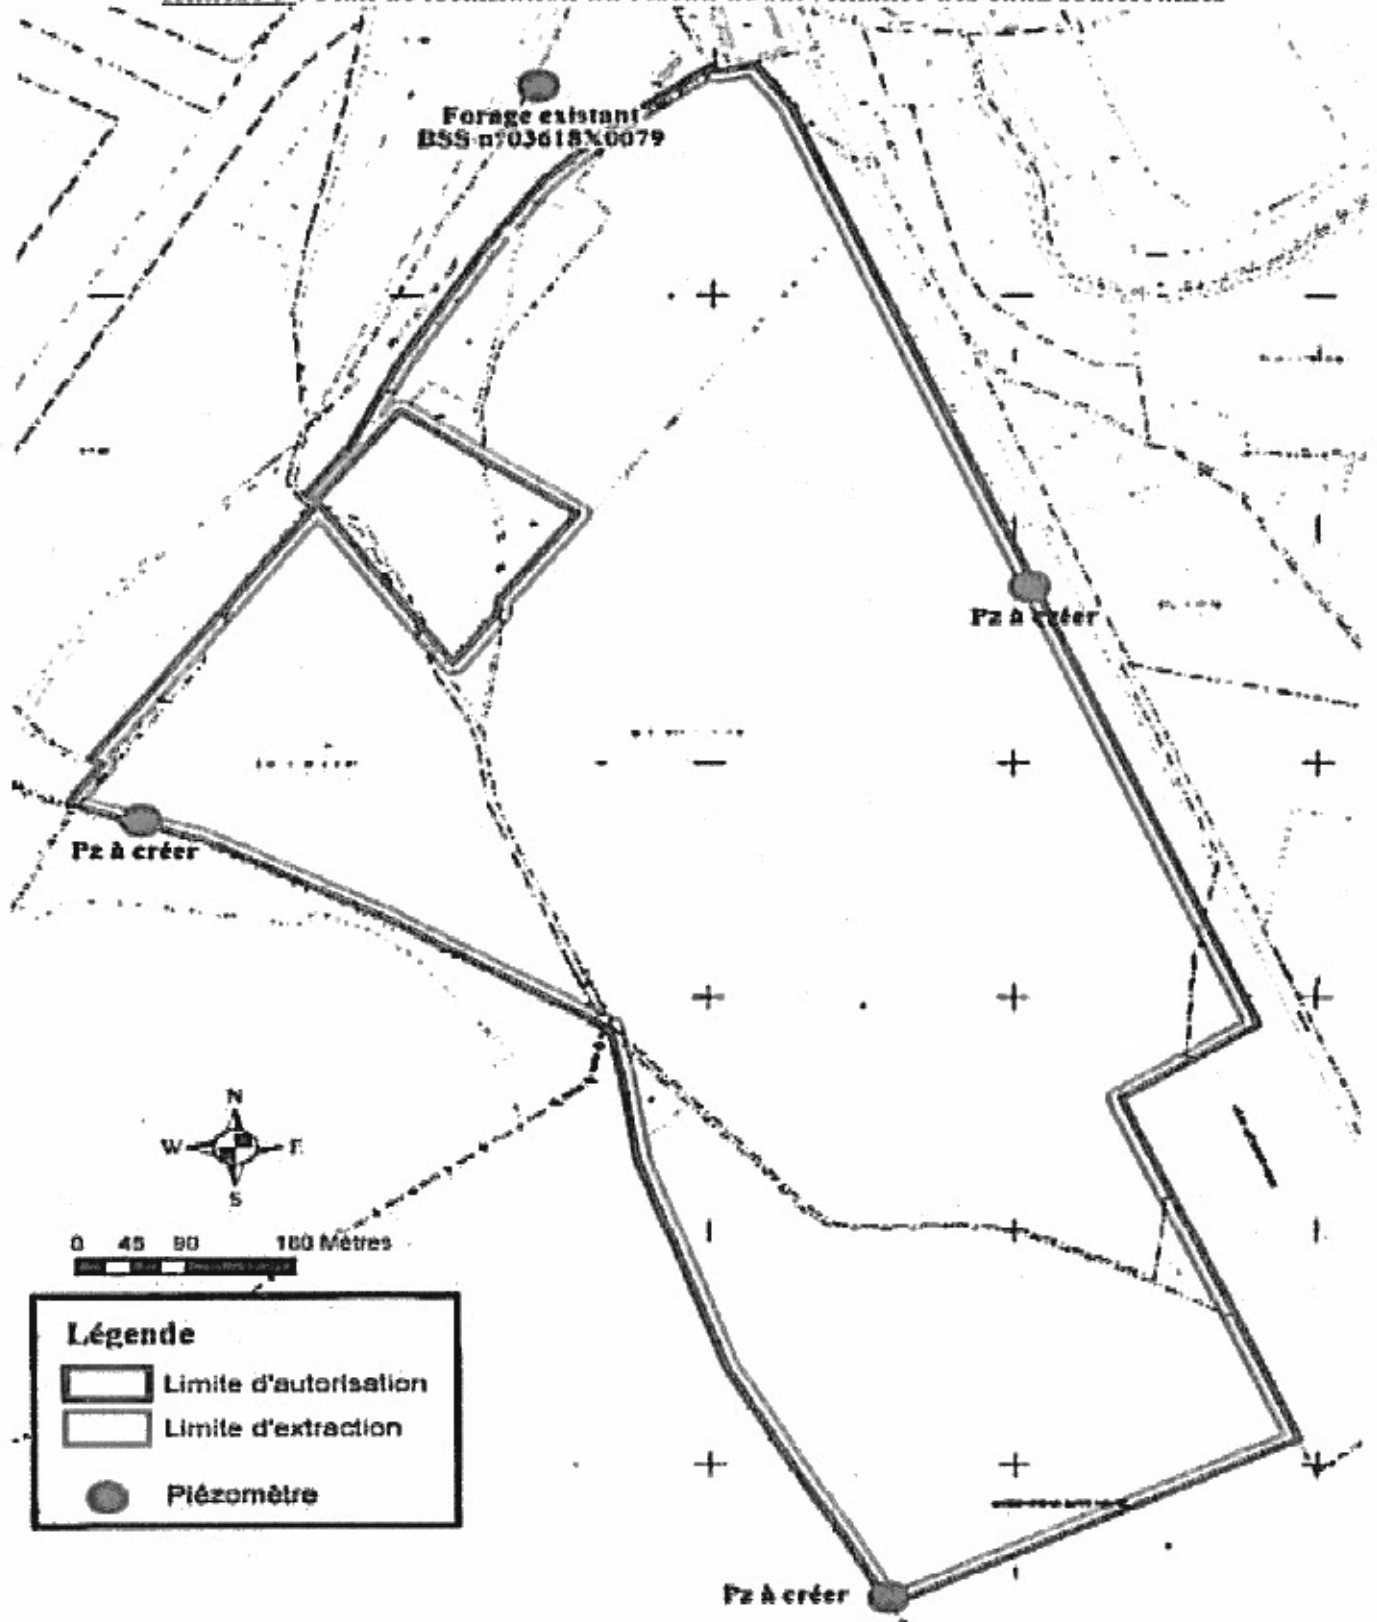 Forage existant
BSS n°03618X0079
Pz à créer
Pz à créer
N
W E
S
0 45 90 180 Mètres
Légende
Limite d'autorisation
Limite d'extraction
Piézomètre
Pz à créer